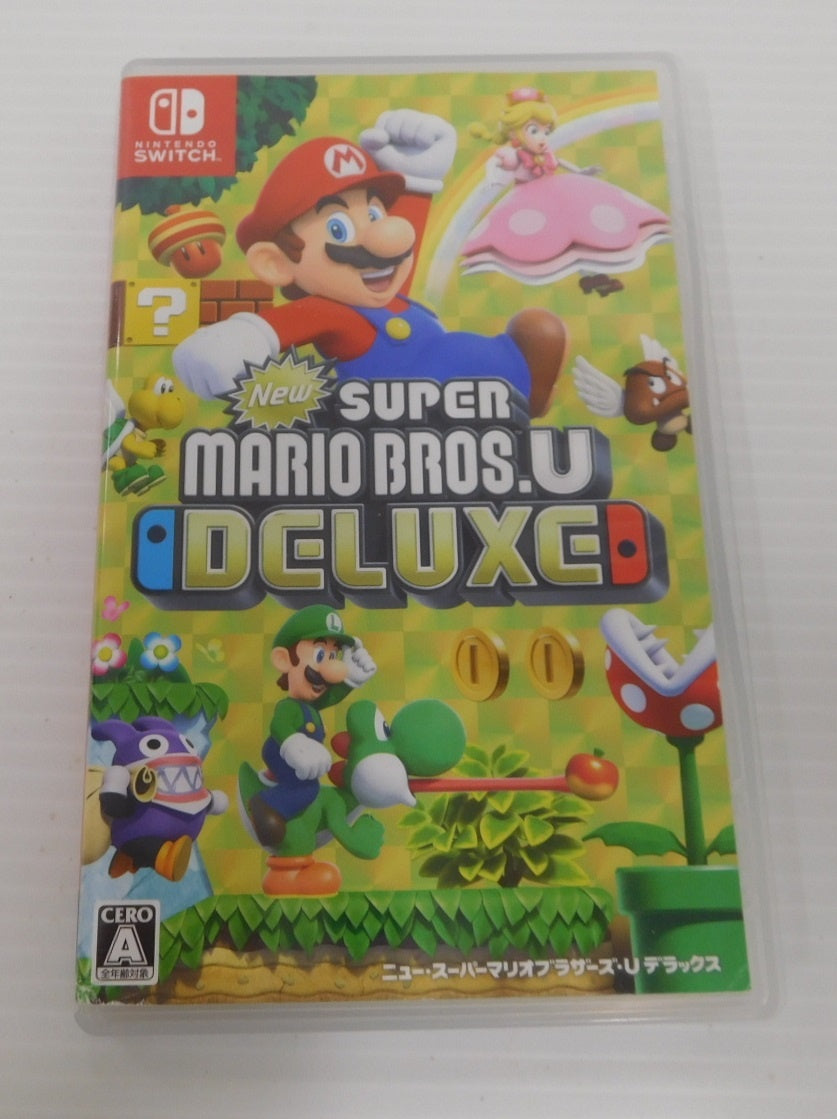 NINTENDO
SWITCH™
M
?
New SUPER
MARIO BROS.U
DELUXE
L
CERO
A
全年齢対象
ニュー・スーパーマリオブラザーズ・U デラックス